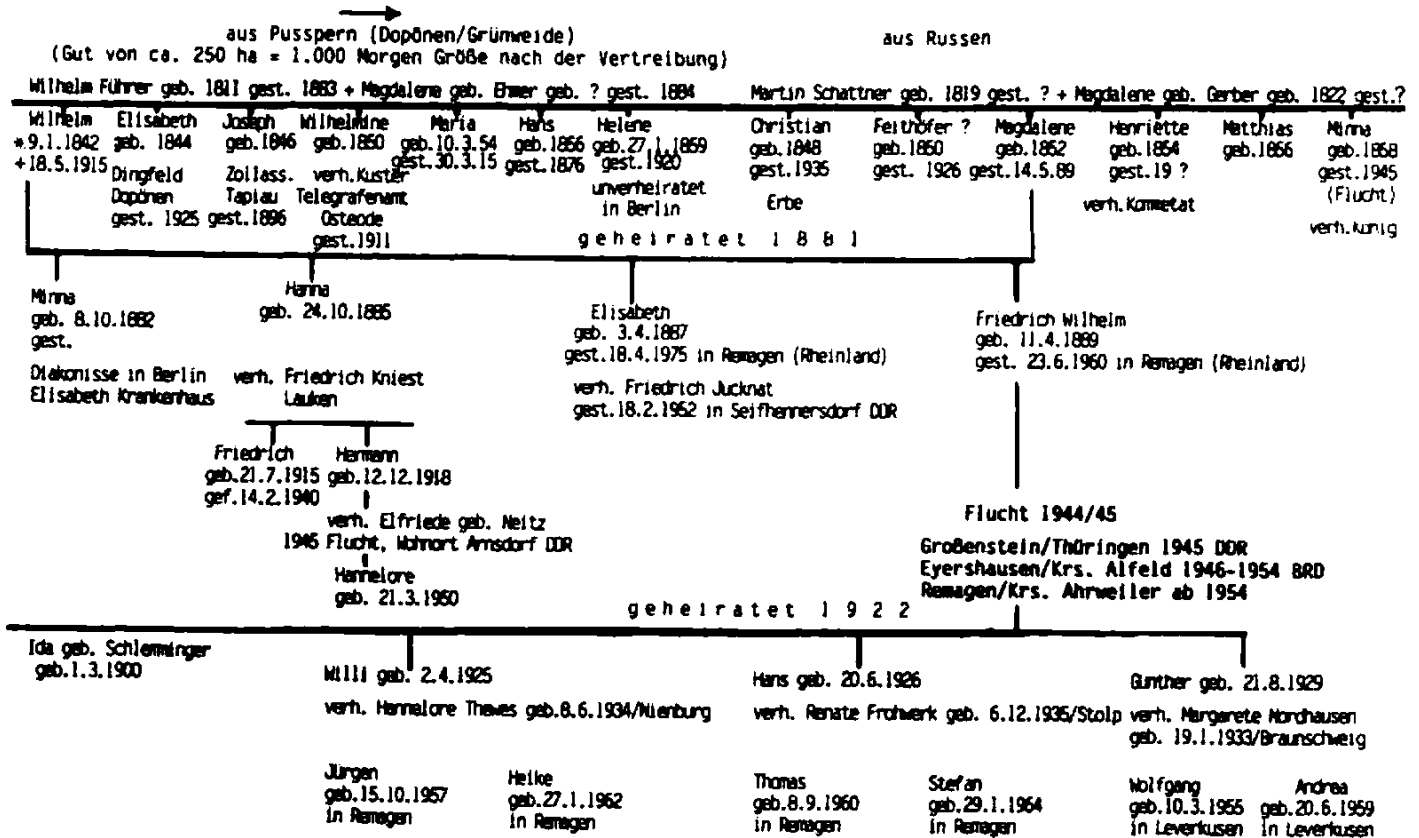 aus Pusspern (Dopönen/Grünweide)
(Gut von ca. 250 ha = 1.000 Morgen Größe nach der Vertreibung)
aus Russen
Wilhelm Führer geb. 1811 gest. 1883 + Magdalene geb. Ehmer geb. ? gest. 1884
Martin Schattner geb. 1819 gest. ? + Magdalene geb. Gerber geb. 1822 gest.?
Wilhelm
*9.1.1842
+18.5.1915
Elisabeth
geb. 1844
Dingfeld
Dopönen
gest. 1925
Joseph
geb.1846
Zollass.
Tapiau
gest.1896
Wilhelmine
geb.1850
verh.Kuster
Telegrafenamt
Osteode
gest.1911
Maria
geb.10.3.54
gest.30.3.15
Hans
geb.1856
gest.1876
Helene
geb.27.1.1859
gest.1920
unverheiratet
in Berlin
Christian
geb.1848
gest.1935
Erbe
Feithöfer ?
geb.1850
gest. 1926
Magdalene
geb.1852
gest.14.5.89
Henriette
geb.1854
gest.19 ?
verh.Kommetat
Matthias
geb.1856
Minna
geb.1858
gest.1945
(Flucht)
verh.König
geheiratet 1881
Minna
geb. 8.10.1882
gest.
Diakonisse in Berlin
Elisabeth Krankenhaus
Hanna
geb. 24.10.1885
verh. Friedrich Kniest
Lauken
Elisabeth
geb. 3.4.1887
gest.18.4.1975 in Remagen (Rheinland)
verh. Friedrich Jucknat
gest.18.2.1952 in Seifhennersdorf DDR
Friedrich Wilhelm
geb. 11.4.1889
gest. 23.6.1960 in Remagen (Rheinland)
Friedrich
geb.21.7.1915
gef.14.2.1940
Hermann
geb.12.12.1918
verh. Elfriede geb. Neitz
1945 Flucht, Wohnort Arnsdorf DDR
Hannelore
geb. 21.3.1950
Flucht 1944/45
Großenstein/Thüringen 1945 DDR
Eyershausen/Krs. Alfeld 1946-1954 BRD
Remagen/Krs. Ahrweiler ab 1954
geheiratet 1922
Ida geb. Schlemminger
geb.1.3.1900
Willi geb. 2.4.1925
verh. Hannelore Thewes geb.8.6.1934/Nienburg
Hans geb. 20.6.1926
verh. Renate Frohwerk geb. 6.12.1935/Stolp
Günther geb. 21.8.1929
verh. Margarete Nordhausen
geb. 19.1.1933/Braunschweig
Jürgen
geb.15.10.1957
in Remagen
Heike
geb.27.1.1962
in Remagen
Thomas
geb.8.9.1960
in Remagen
Stefan
geb.29.1.1964
in Remagen
Wolfgang
geb.10.3.1955
in Leverkusen
Andrea
geb.20.6.1959
in Leverkusen